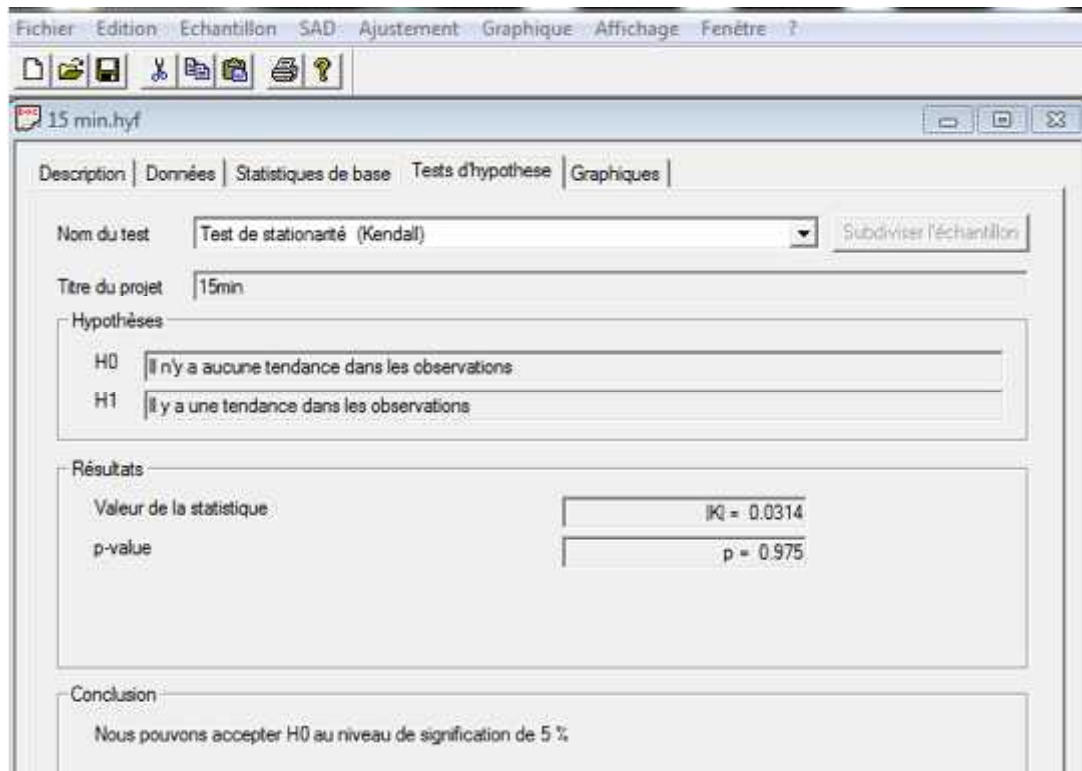 Fichier Edition Echantillon SAD Ajustement Graphique Affichage Fenêtre ?
15 min.hyf
Description Données Statistiques de base Tests d'hypothese Graphiques
Nom du test Test de stationarité (Kendall) Subdiviser l'échantillon
Titre du projet 15min
Hypothèses
H0 Il n'y a aucune tendance dans les observations
H1 Il y a une tendance dans les observations
Résultats
Valeur de la statistique |K| = 0.0314
p-value p = 0.975
Conclusion
Nous pouvons accepter H0 au niveau de signification de 5 %